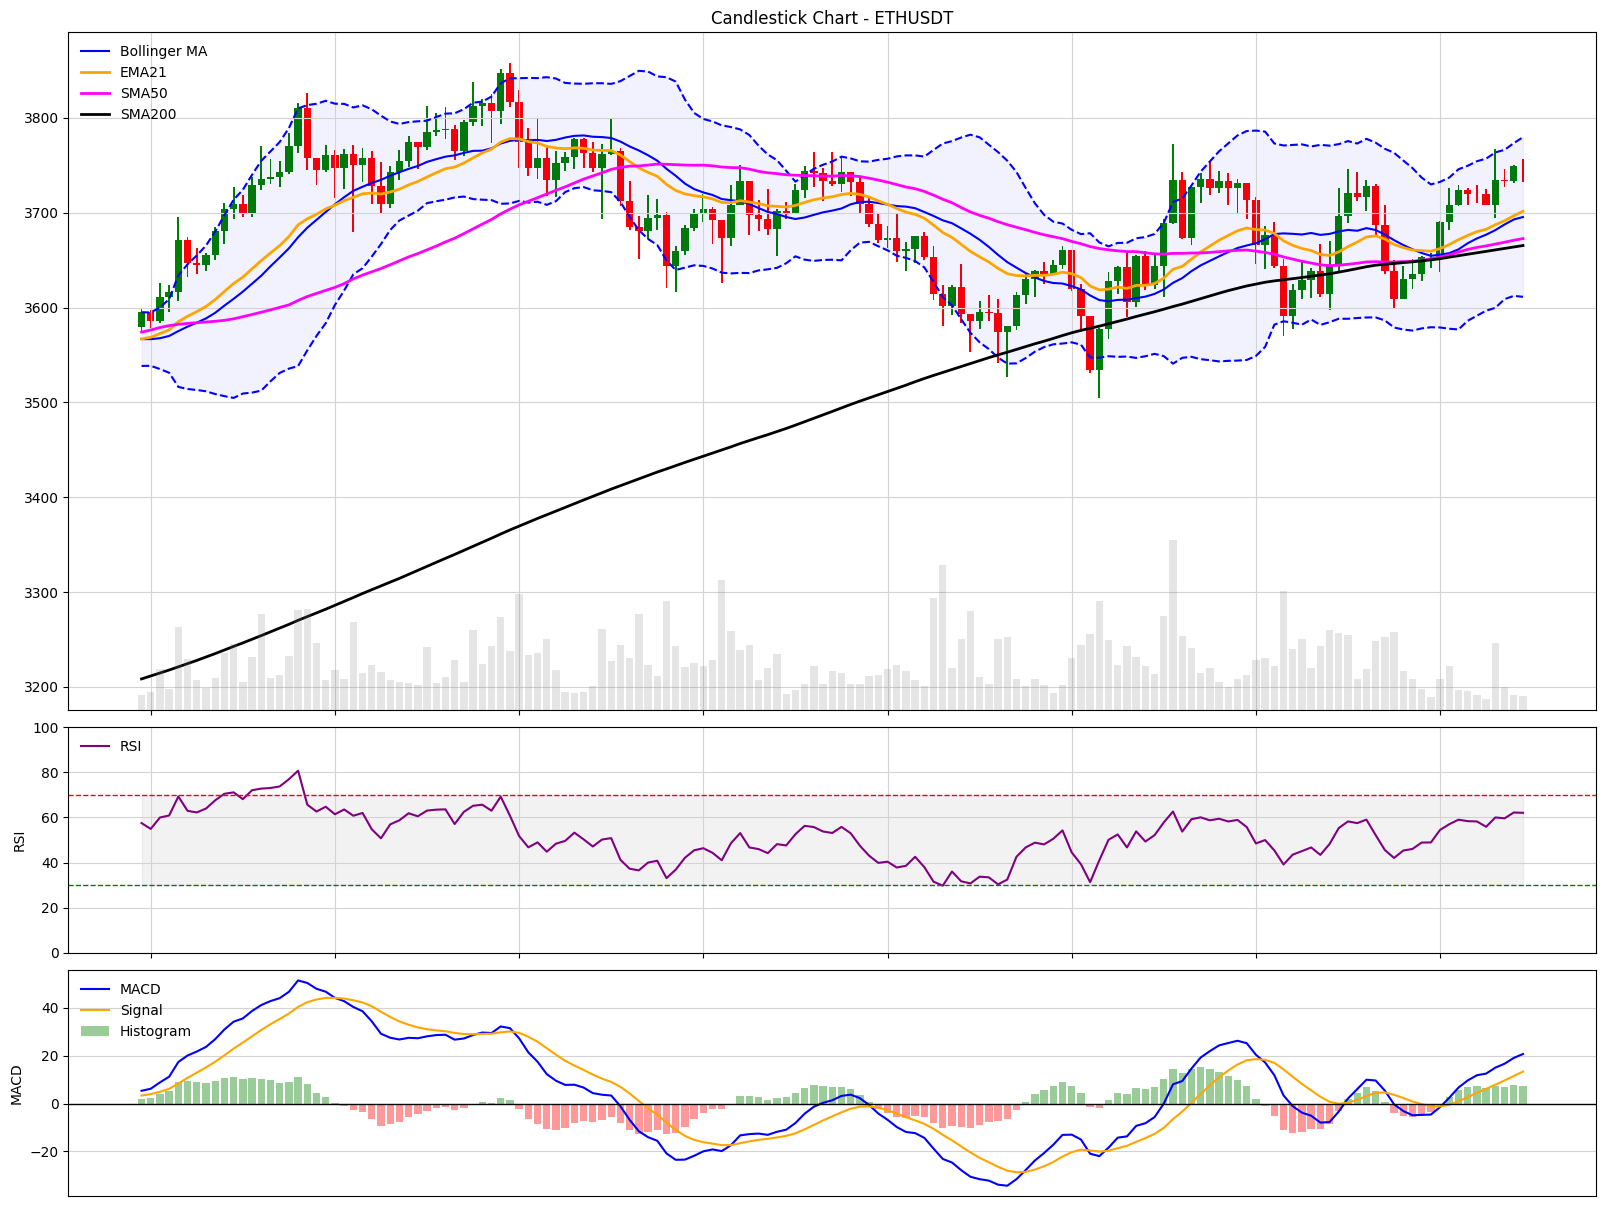 Candlestick Chart - ETHUSDT
Bollinger MA
EMA21
SMA50
SMA200
3800
3700
3600
3500
3400
3300
3200
RSI
100
80
60
40
20
0
RSI
MACD
Signal
Histogram
40
20
0
−20
MACD